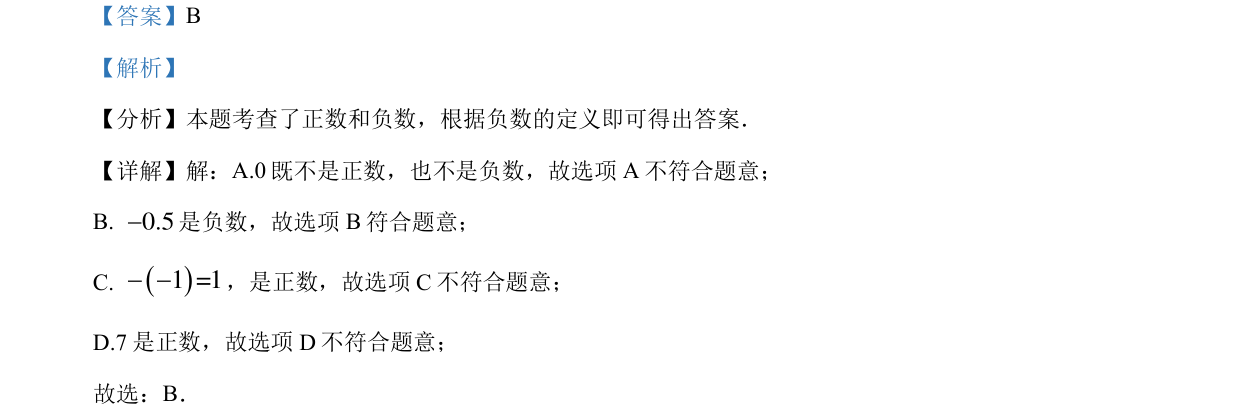 【答案】B
【解析】
【分析】本题考查了正数和负数，根据负数的定义即可得出答案．
【详解】解：A.0 既不是正数，也不是负数，故选项 A 不符合题意；
B. −0.5 是负数，故选项 B 符合题意；
C. −(−1)=1，是正数，故选项 C 不符合题意；
D.7 是正数，故选项 D 不符合题意；
故选：B．